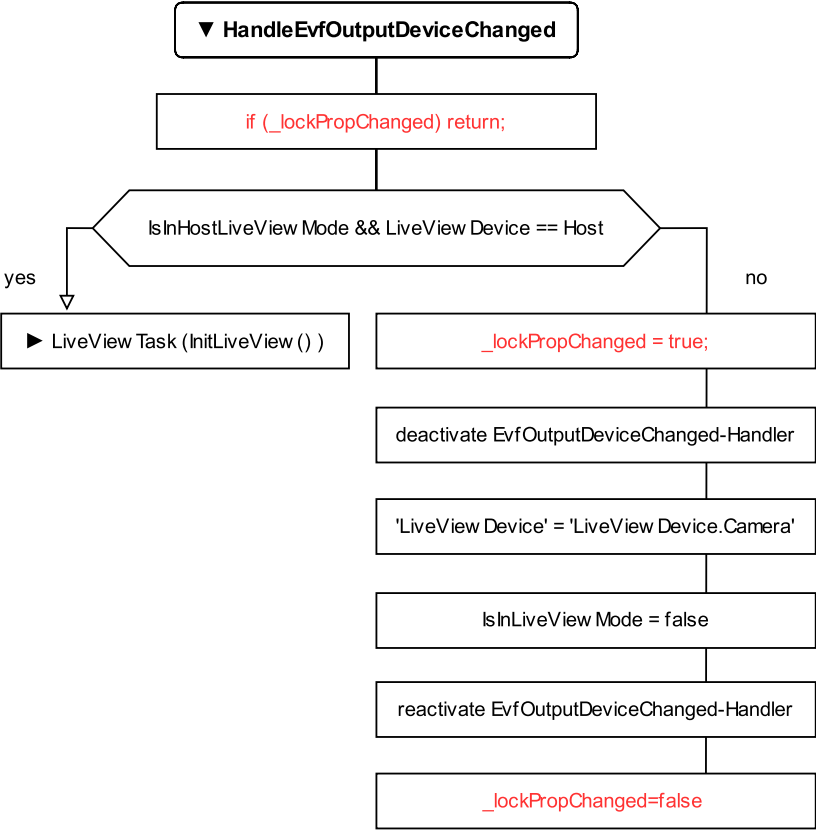 ▼ HandleEvfOutputDeviceChanged
if (_lockPropChanged) return;
IsInHostLiveView Mode && LiveView Device == Host
yes
no
► LiveView Task (InitLiveView () )
_lockPropChanged = true;
deactivate EvfOutputDeviceChanged-Handler
'LiveView Device' = 'LiveView Device.Camera'
IsInLiveView Mode = false
reactivate EvfOutputDeviceChanged-Handler
_lockPropChanged=false